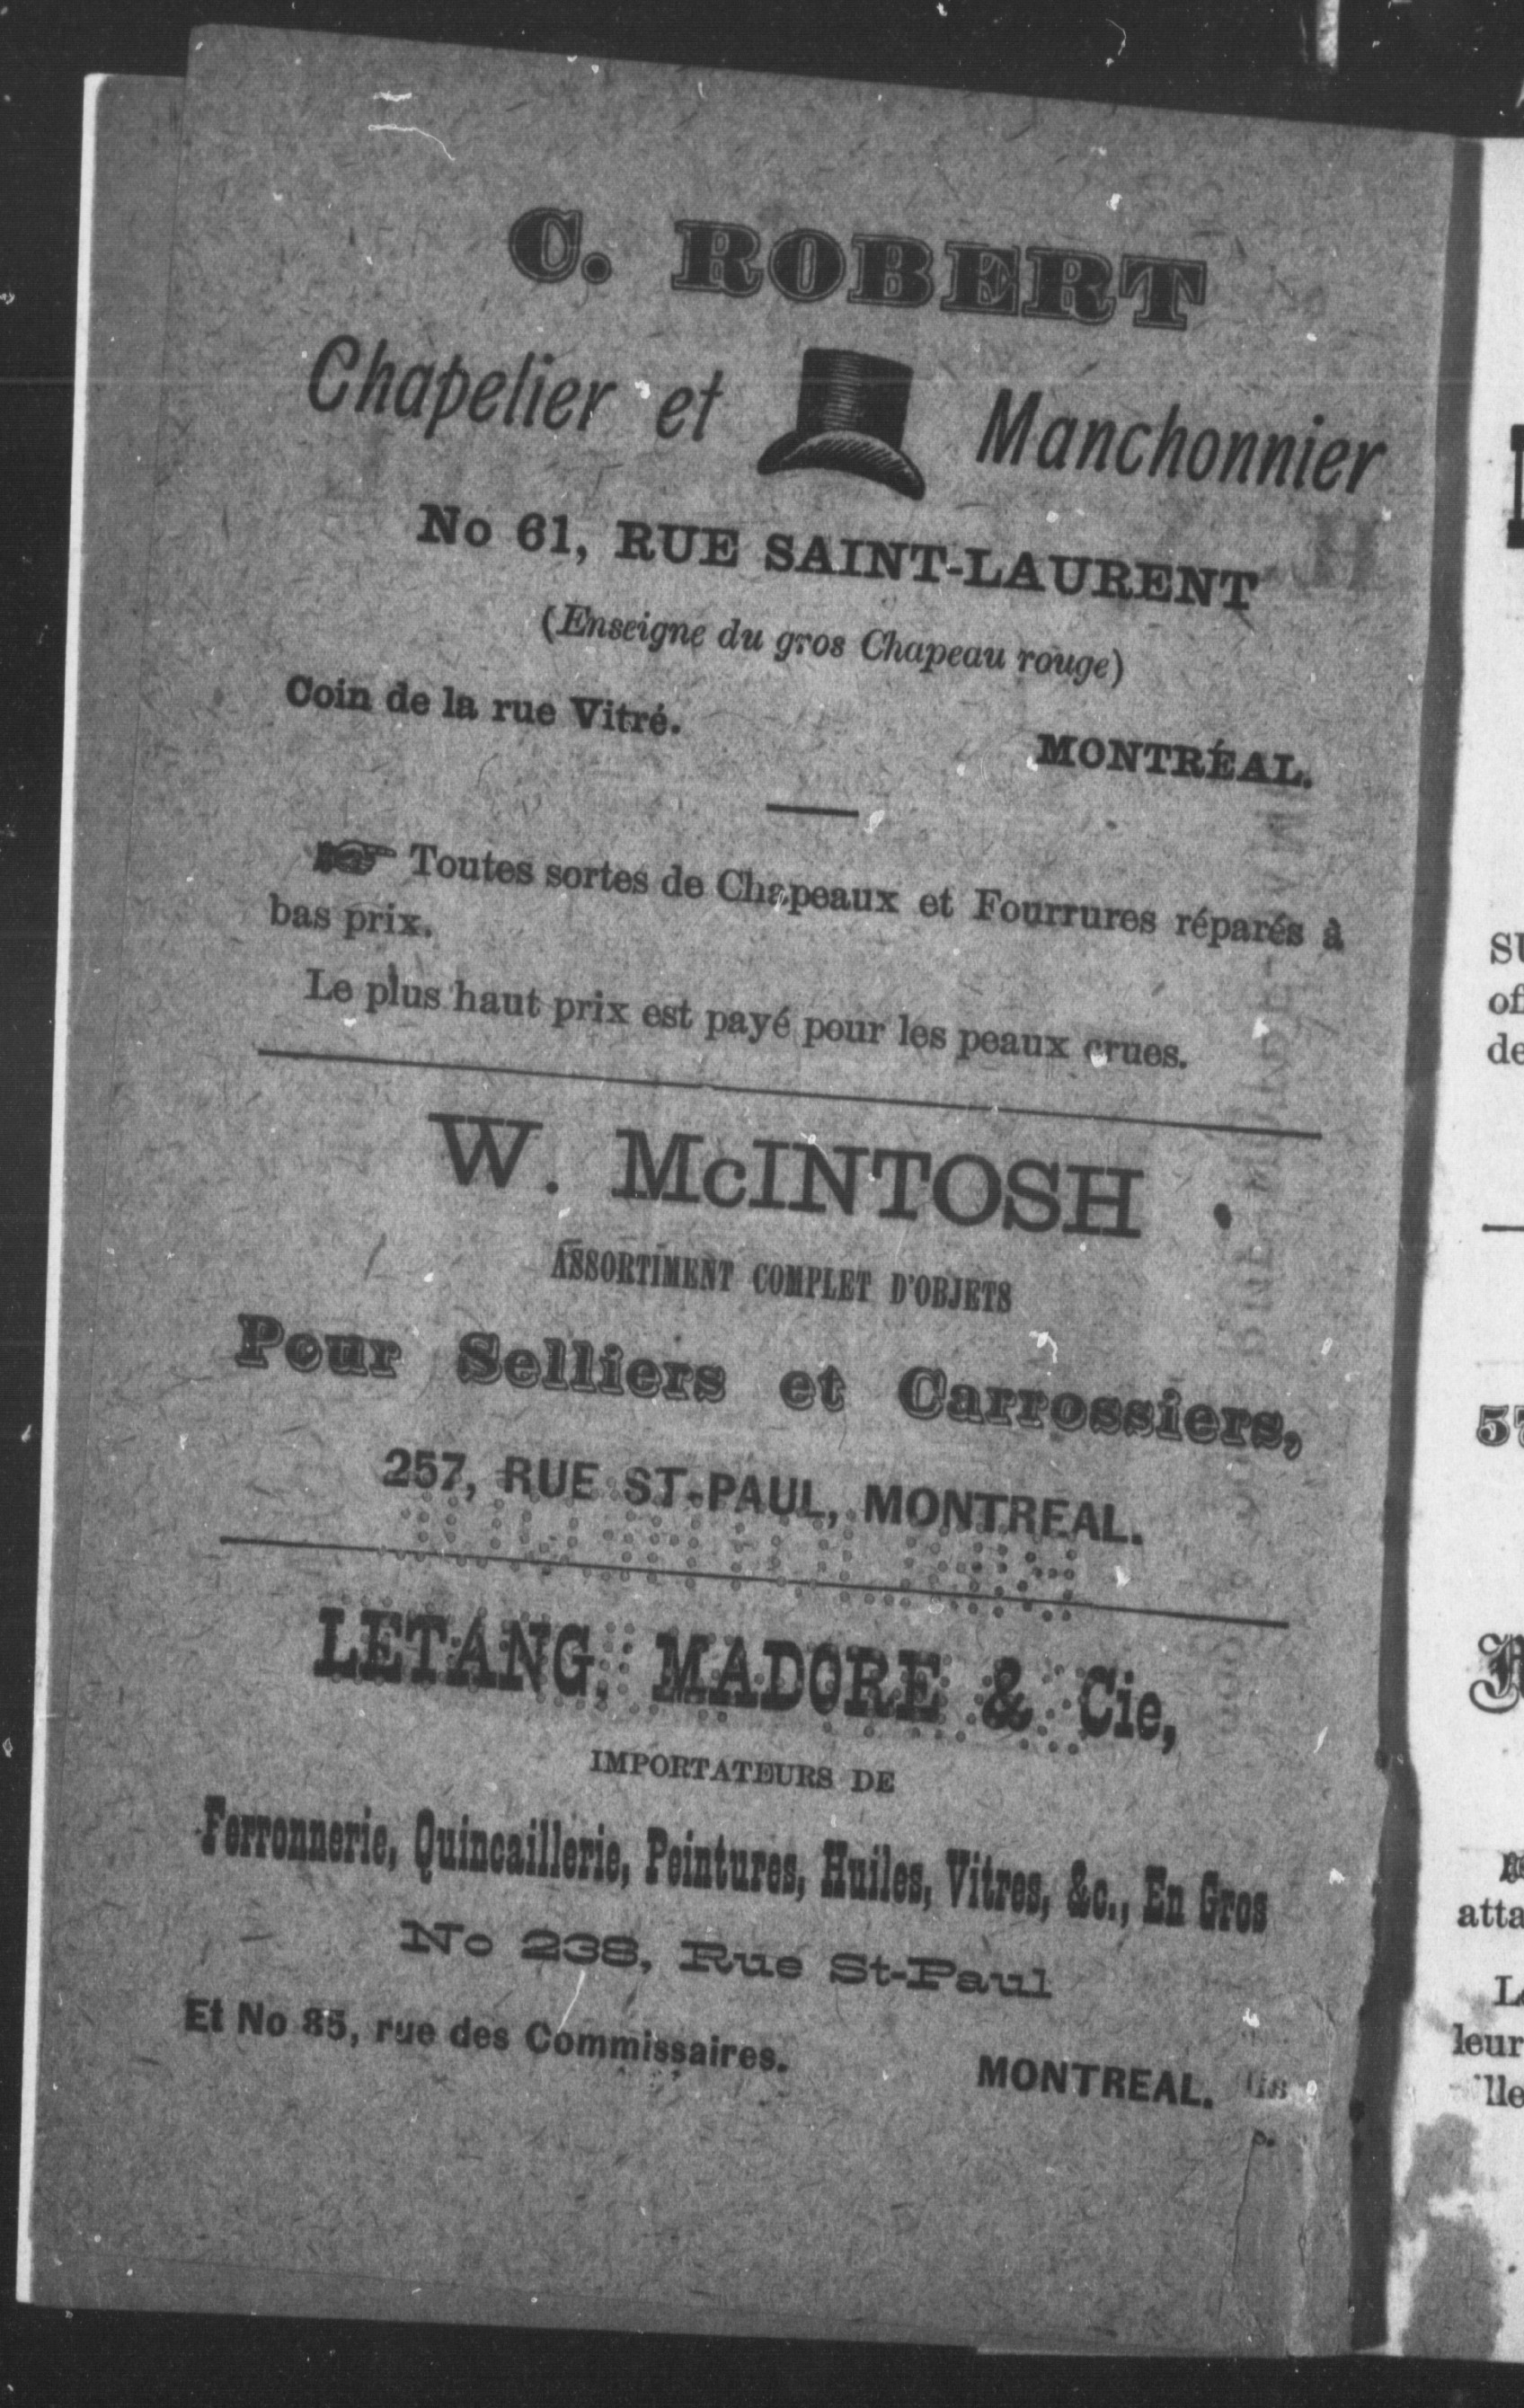 C. ROBERT
Chapelier et Manchonnier
No 61, RUE SAINT-LAURENT
(Enseigne du gros Chapeau rouge)
Coin de la rue Vitré. MONTRÉAL.
☞ Toutes sortes de Chapeaux et Fourrures réparés à
bas prix.
Le plus haut prix est payé pour les peaux crues.
W. McINTOSH
ASSORTIMENT COMPLET D'OBJETS
Pour Selliers et Carrossiers,
257, RUE ST-PAUL, MONTREAL.
LETANG, MADORE & Cie,
IMPORTATEURS DE
Ferronnerie, Quincaillerie, Peintures, Huiles, Vitres, &c., En Gros
No 238, Rue St-Paul
Et No 85, rue des Commissaires. MONTREAL.